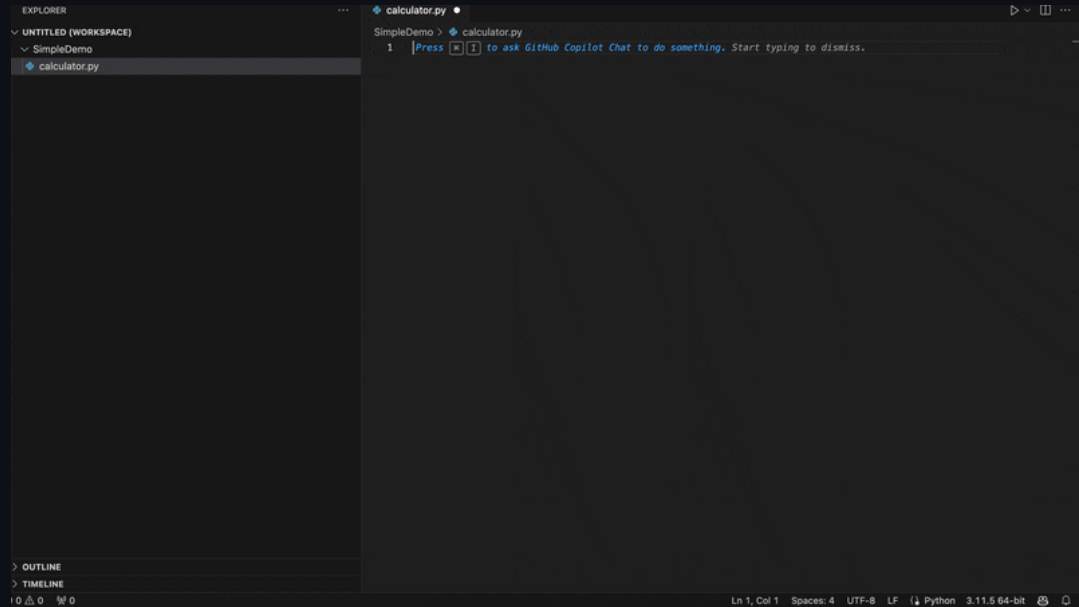 EXPLORER
calculator.py
UNTITLED (WORKSPACE)
SimpleDemo
calculator.py
SimpleDemo > calculator.py
1 Press ⌘ I to ask GitHub Copilot Chat to do something. Start typing to dismiss.
OUTLINE
TIMELINE
0 0 0
Ln 1, Col 1 Spaces: 4 UTF-8 LF Python 3.11.5 64-bit